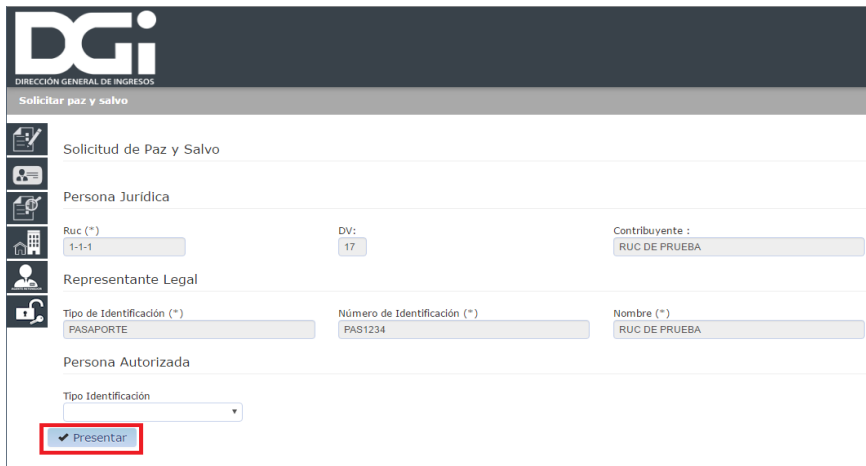 DGi
DIRECCIÓN GENERAL DE INGRESOS
Solicitar paz y salvo
Solicitud de Paz y Salvo
Persona Jurídica
Ruc (*) DV: Contribuyente :
1-1-1 17 RUC DE PRUEBA
Representante Legal
Tipo de Identificación (*) Número de Identificación (*) Nombre (*)
PASAPORTE PAS1234 RUC DE PRUEBA
Persona Autorizada
Tipo Identificación
Presentar